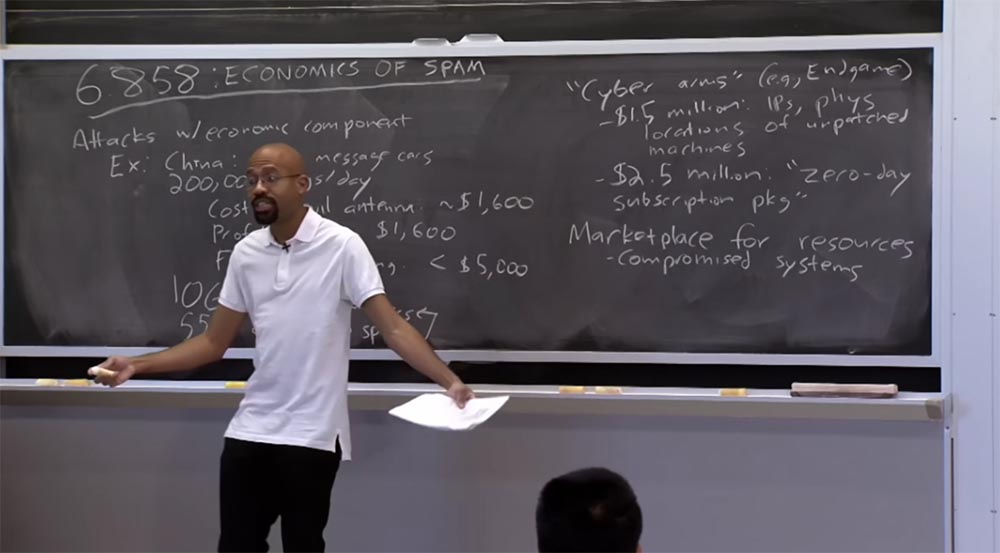 6.858: ECONOMICS OF SPAM
Attacks w/economic component
Ex: China: message cars
200,00 /day
Cost antenna: ~$1,600
$1,600
< $5,000
"Cyber arms" (e.g., Endgame)
-$1.5 million: IPs, phys
locations of unpatched
machines
-$2.5 million: "zero-day
subscription pkg"
Marketplace for resources
-compromised systems